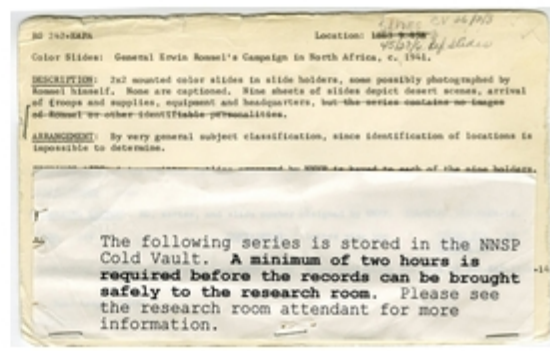 RG 242-HAPA Location:
Color Slides: General Erwin Rommel's Campaign in North Africa, c. 1941.
DESCRIPTION: 2x2 mounted color slides in slide holders, some possibly photographed by
Rommel himself. None are captioned. Nine sheets of slides depict desert scenes, arrival
of troops and supplies, equipment and headquarters, but the series contains no images
of Rommel or other identifiable personalities.
ARRANGEMENT: By very general subject classification, since identification of locations is
impossible to determine.
The following series is stored in the NNSP
Cold Vault. A minimum of two hours is
required before the records can be brought
safely to the research room. Please see
the research room attendant for more
information.